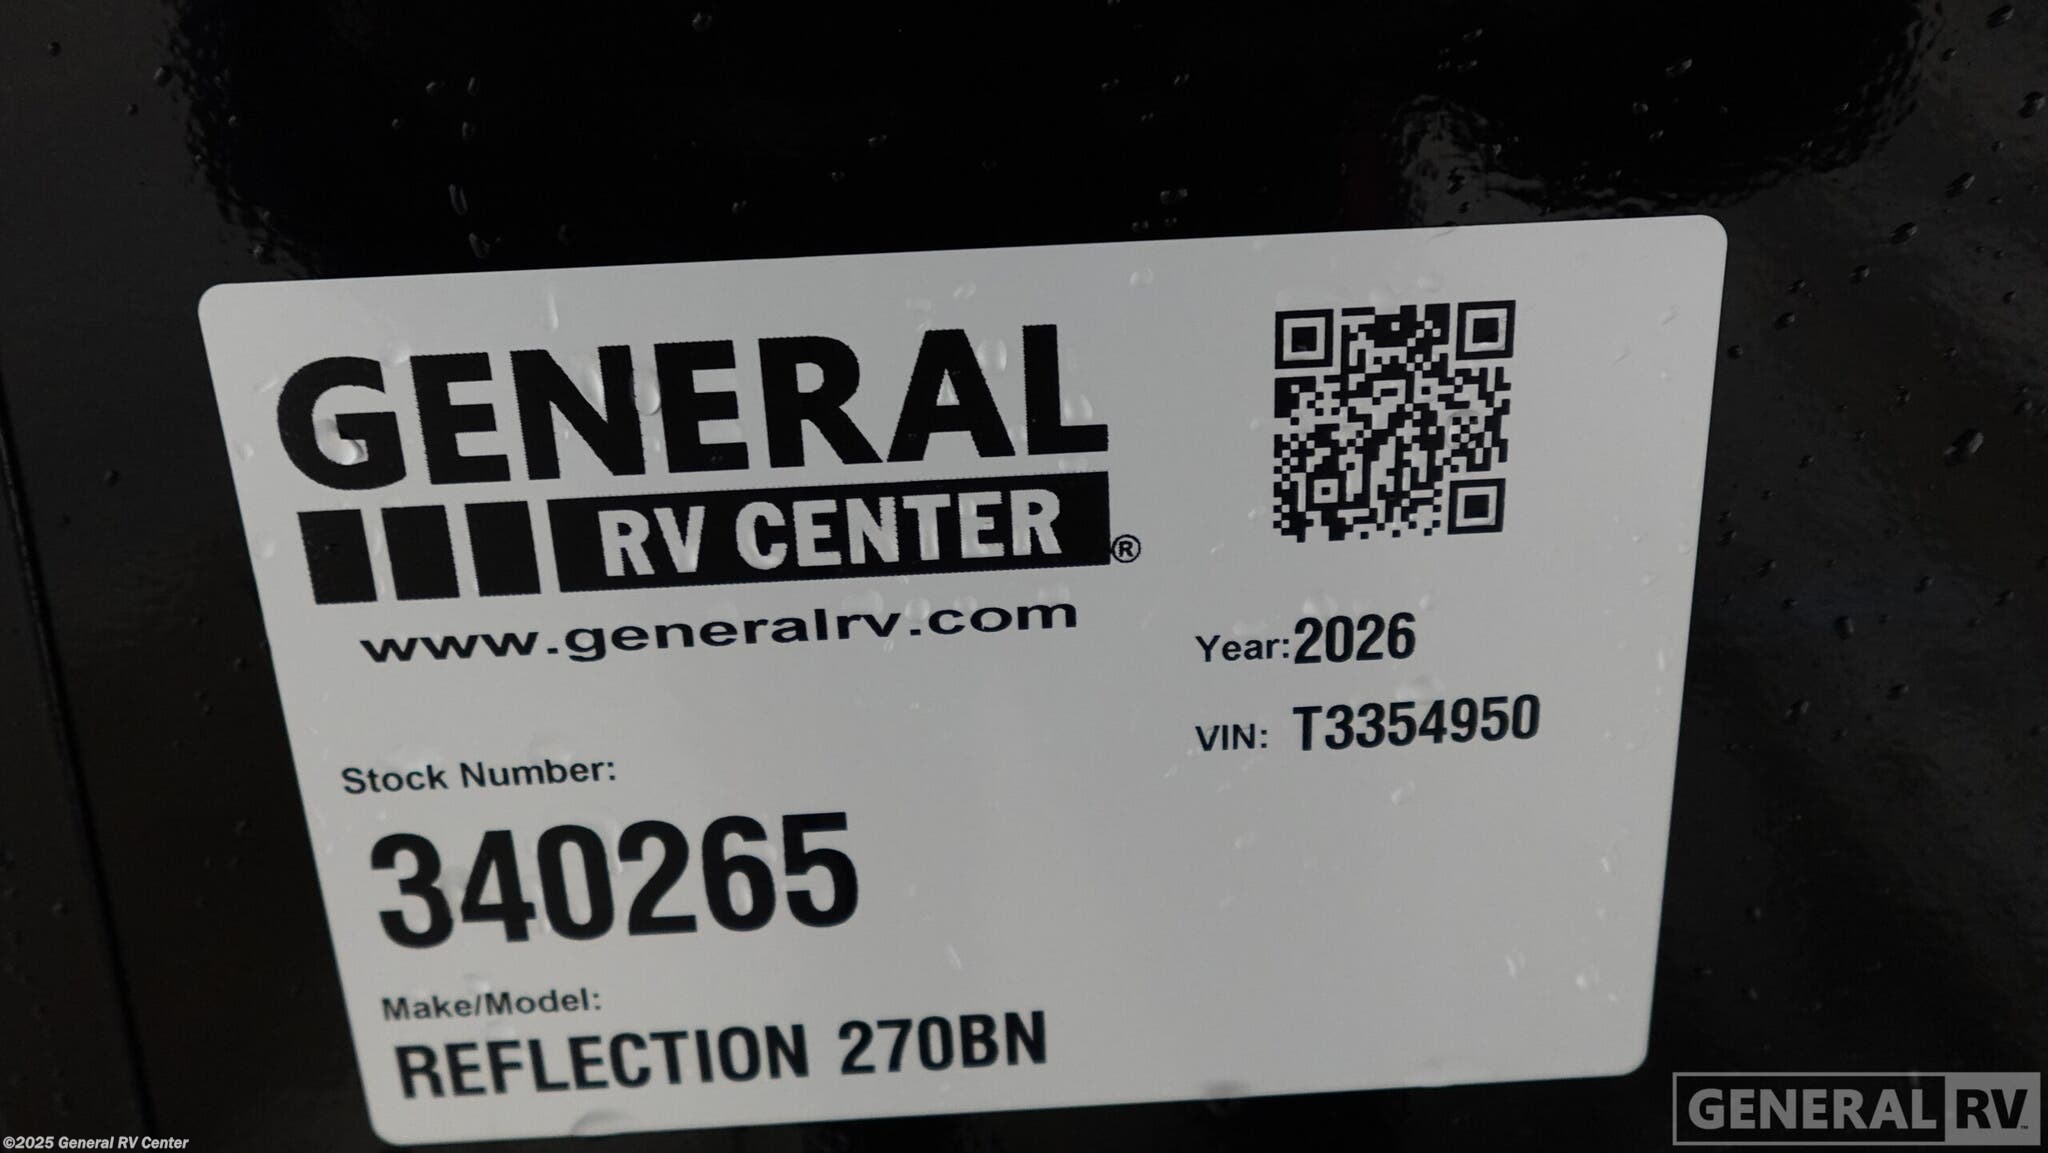 GENERAL
RV CENTER®
www.generalrv.com
Year: 2026
VIN: T3354950
Stock Number:
340265
Make/Model:
REFLECTION 270BN
©2025 General RV Center
GENERAL RV™